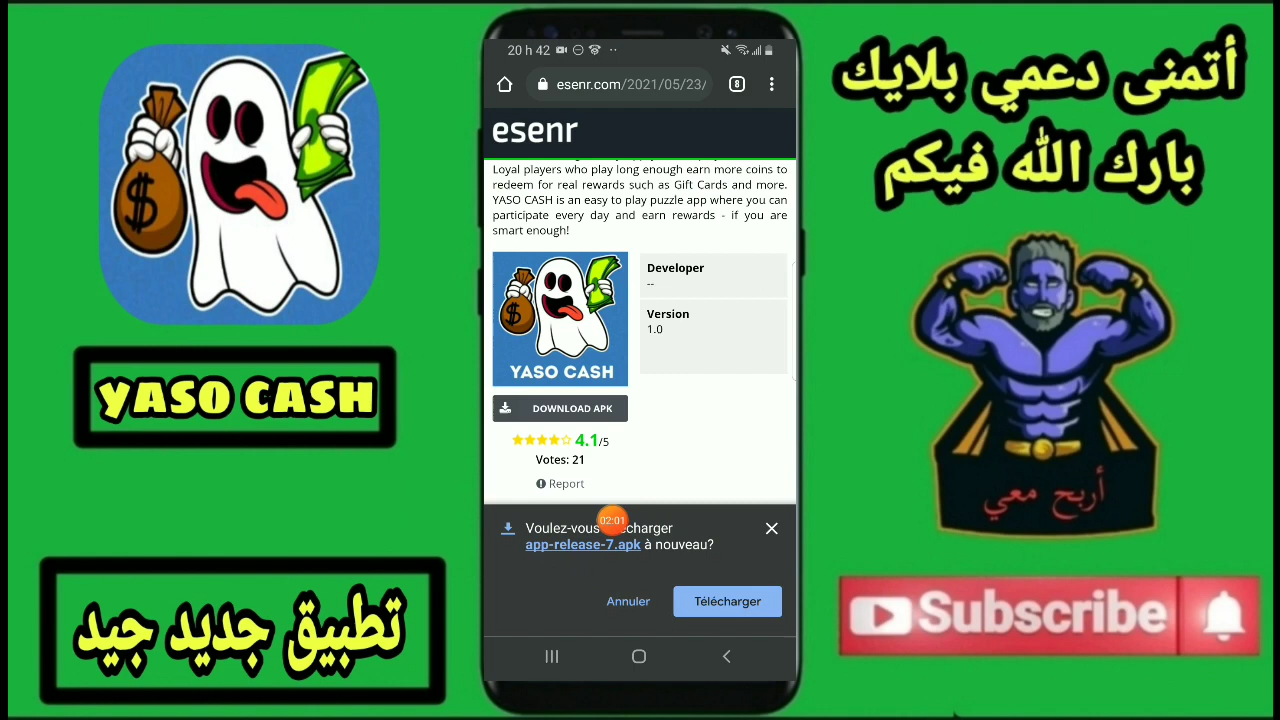 YASO CASH
تطبيق جديد جيد
20 h 42
8
esenr.com/2021/05/23/
esenr
Loyal players who play long enough earn more coins to
redeem for real rewards such as Gift Cards and more.
YASO CASH is an easy to play puzzle app where you can
participate every day and earn rewards - if you are
smart enough!
$
YASO CASH
Developer
--
Version
1.0
DOWNLOAD APK
4.1/5
Votes: 21
Report
02:01
Voulez-vous
app-release-7.apk à nouveau?
Annuler
Télécharger
أتمنى دعمي بلايك
بارك الله فيكم
أربح معي
Subscribe